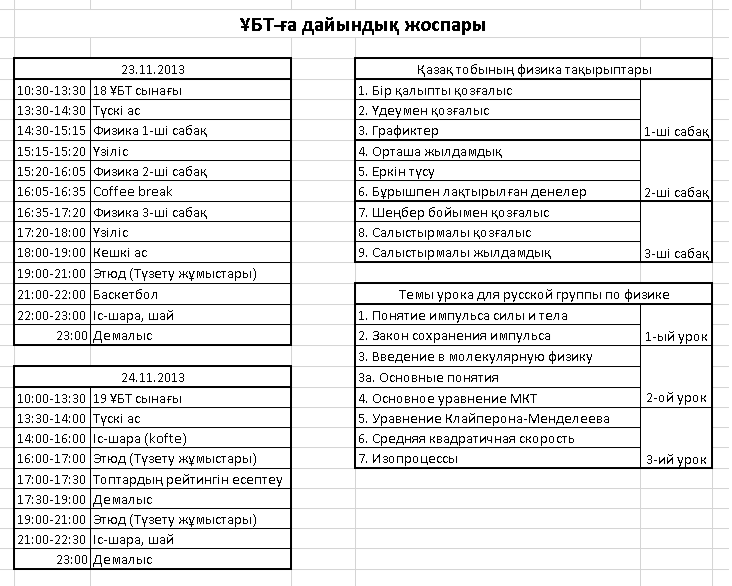 ҰБТ-ға дайындық жоспары
23.11.2013
10:30-13:30 18 ҰБТ сынағы
13:30-14:30 Түскі ас
14:30-15:15 Физика 1-ші сабақ
15:15-15:20 Үзіліс
15:20-16:05 Физика 2-ші сабақ
16:05-16:35 Coffee break
16:35-17:20 Физика 3-ші сабақ
17:20-18:00 Үзіліс
18:00-19:00 Кешкі ас
19:00-21:00 Этюд (Түзету жұмыстары)
21:00-22:00 Баскетбол
22:00-23:00 Іс-шара, шай
23:00 Демалыс
24.11.2013
10:00-13:30 19 ҰБТ сынағы
13:30-14:00 Түскі ас
14:00-16:00 Іс-шара (kofte)
16:00-17:00 Этюд (Түзету жұмыстары)
17:00-17:30 Топтардың рейтингін есептеу
17:30-19:00 Демалыс
19:00-21:00 Этюд (Түзету жұмыстары)
21:00-22:30 Іс-шара, шай
23:00 Демалыс
Қазақ тобының физика тақырыптары
1. Бір қалыпты қозғалыс
2. Үдеумен қозғалыс
3. Графиктер
1-ші сабақ
4. Орташа жылдамдық
5. Еркін түсу
6. Бұрышпен лақтырылған денелер
2-ші сабақ
7. Шеңбер бойымен қозғалыс
8. Салыстырмалы қозғалыс
9. Салыстырмалы жылдамдық
3-ші сабақ
Темы урока для русской группы по физике
1. Понятие импульса силы и тела
2. Закон сохранения импульса
1-ый урок
3. Введение в молекулярную физику
3а. Основные понятия
4. Основное уравнение МКТ
2-ой урок
5. Уравнение Клайперона-Менделеева
6. Средняя квадратичная скорость
7. Изопроцессы
3-ий урок